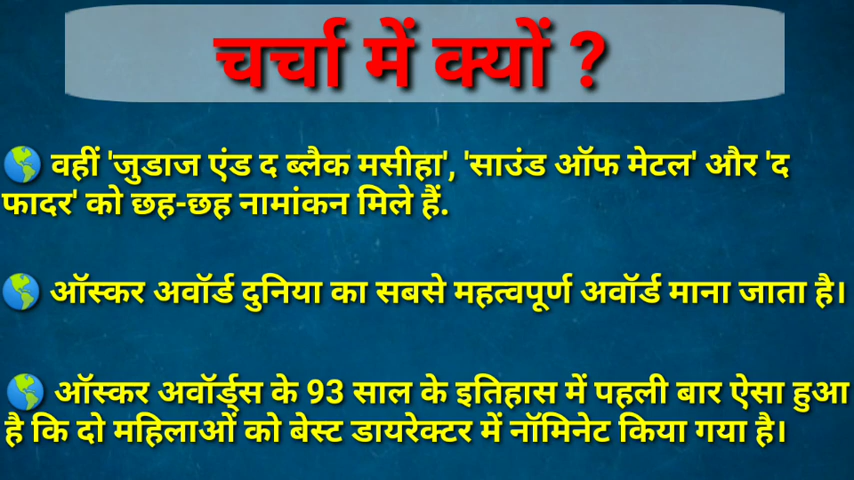 चर्चा में क्यों ?
वहीं 'जुडाज एंड द ब्लैक मसीहा', 'साउंड ऑफ मेटल' और 'द
फादर' को छह-छह नामांकन मिले हैं.
ऑस्कर अवॉर्ड दुनिया का सबसे महत्वपूर्ण अवॉर्ड माना जाता है।
ऑस्कर अवॉर्ड्स के 93 साल के इतिहास में पहली बार ऐसा हुआ
है कि दो महिलाओं को बेस्ट डायरेक्टर में नॉमिनेट किया गया है।